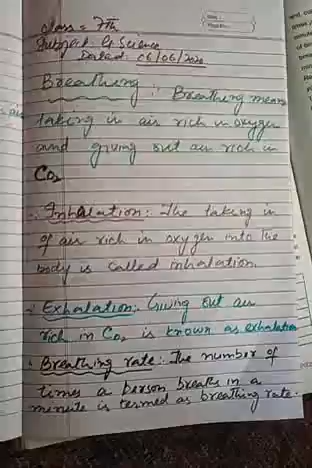 Class = 7th
Subject G. Science
Dated: 06/06/2020
Breathing :- Breathing means
taking in air rich in oxygen
and giving out air rich in
CO2
Inhalation:- The taking in
of air rich in oxygen into the
body is called inhalation.
Exhalation:- Giving out air
rich in CO2 is known as exhalation
Breathing rate: The number of
times a person breaks in a
minute is termed as breathing rate.